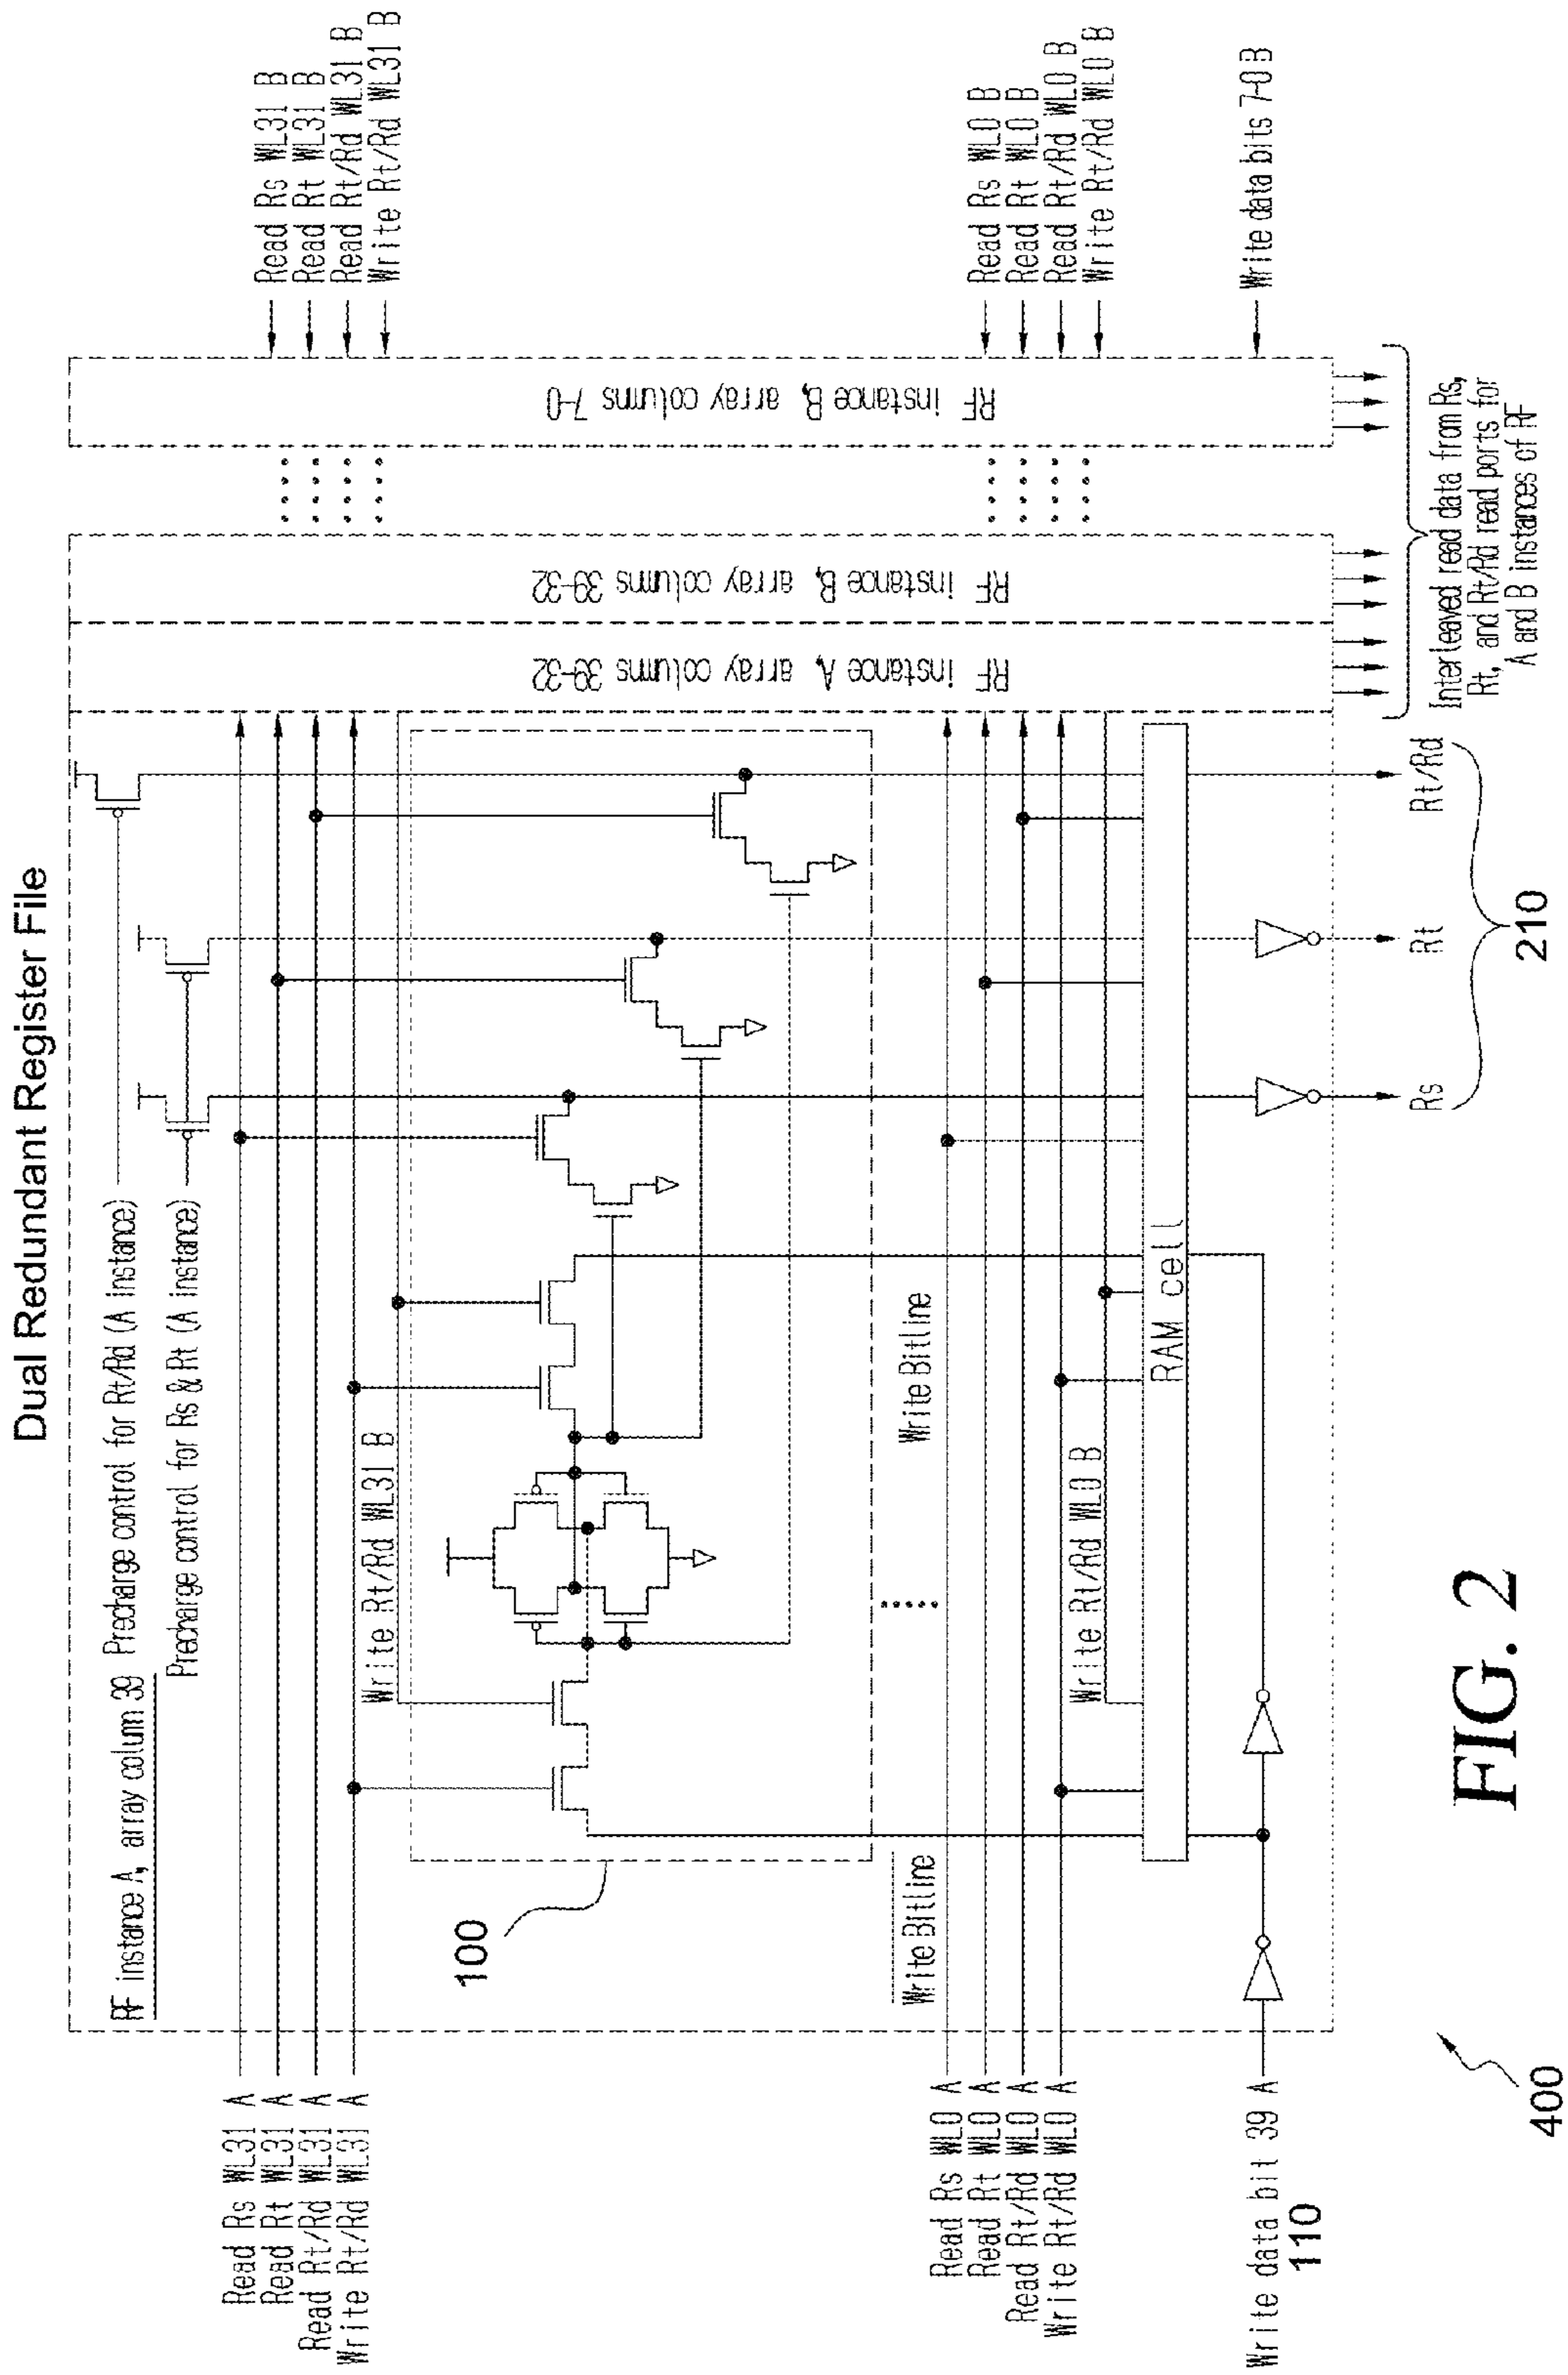 Dual Redundant Register File
RF instance A, array column 39
Precharge control for Rt/Rd (A instance)
Precharge control for Rs & Rt (A instance)
Read Rs WL31 A
Read Rt WL31 A
Read Rt/Rd WL31 A
Write Rt/Rd WL31 A
Write Rt/Rd WL31 B
100
Write Bitline
Write Bitline
Read Rs WL0 A
Read Rt WL0 A
Read Rt/Rd WL0 A
Write Rt/Rd WL0 A
Write Rt/Rd WL0 B
RAM cell
Write data bit 39 A
110
RF instance A, array columns 39-32
RF instance B, array columns 39-32
RF instance B, array columns 7-0
Read Rs WL31 B
Read Rt WL31 B
Read Rt/Rd WL31 B
Write Rt/Rd WL31 B
Read Rs WL0 B
Read Rt WL0 B
Read Rt/Rd WL0 B
Write Rt/Rd WL0 B
Write data bits 7-0 B
Rs
Rt
Rt/Rd
210
Interleaved read data from Rs,
Rt, and Rt/Rd read ports for
A and B instances of RF
400
FIG. 2